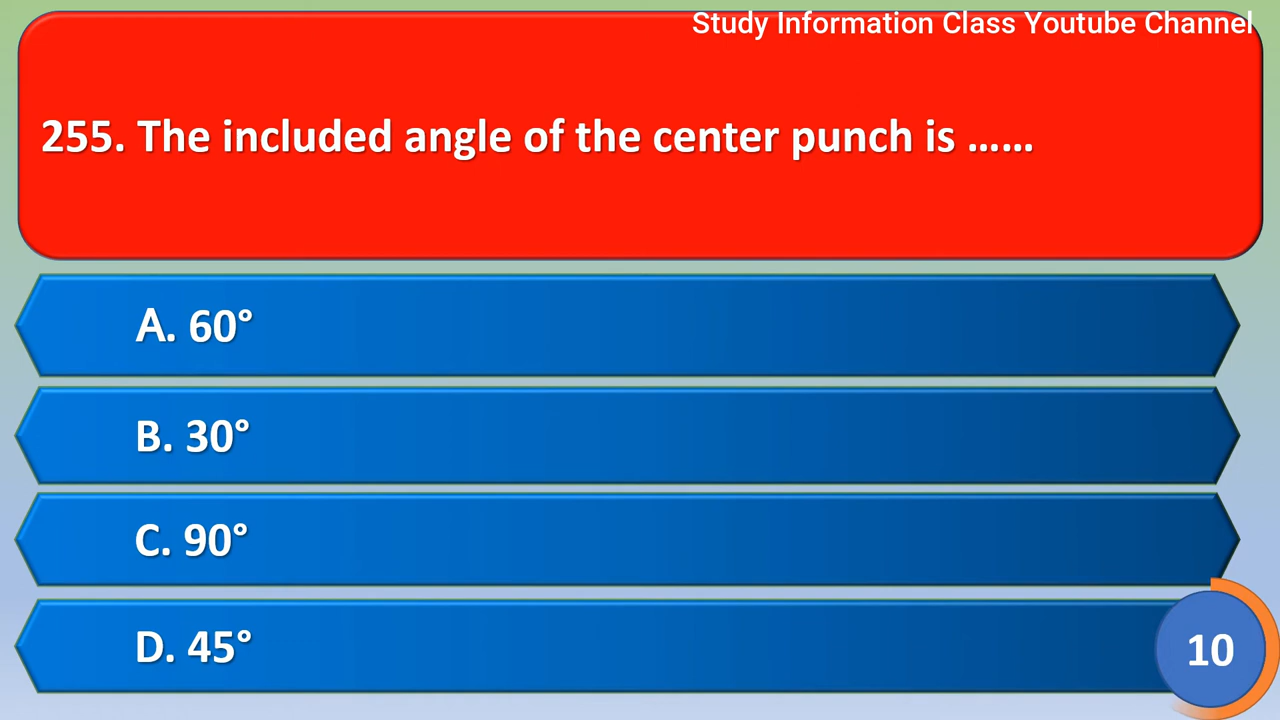 Study Information Class Youtube Channel
255. The included angle of the center punch is ......
A. 60°
B. 30°
C. 90°
D. 45°
10